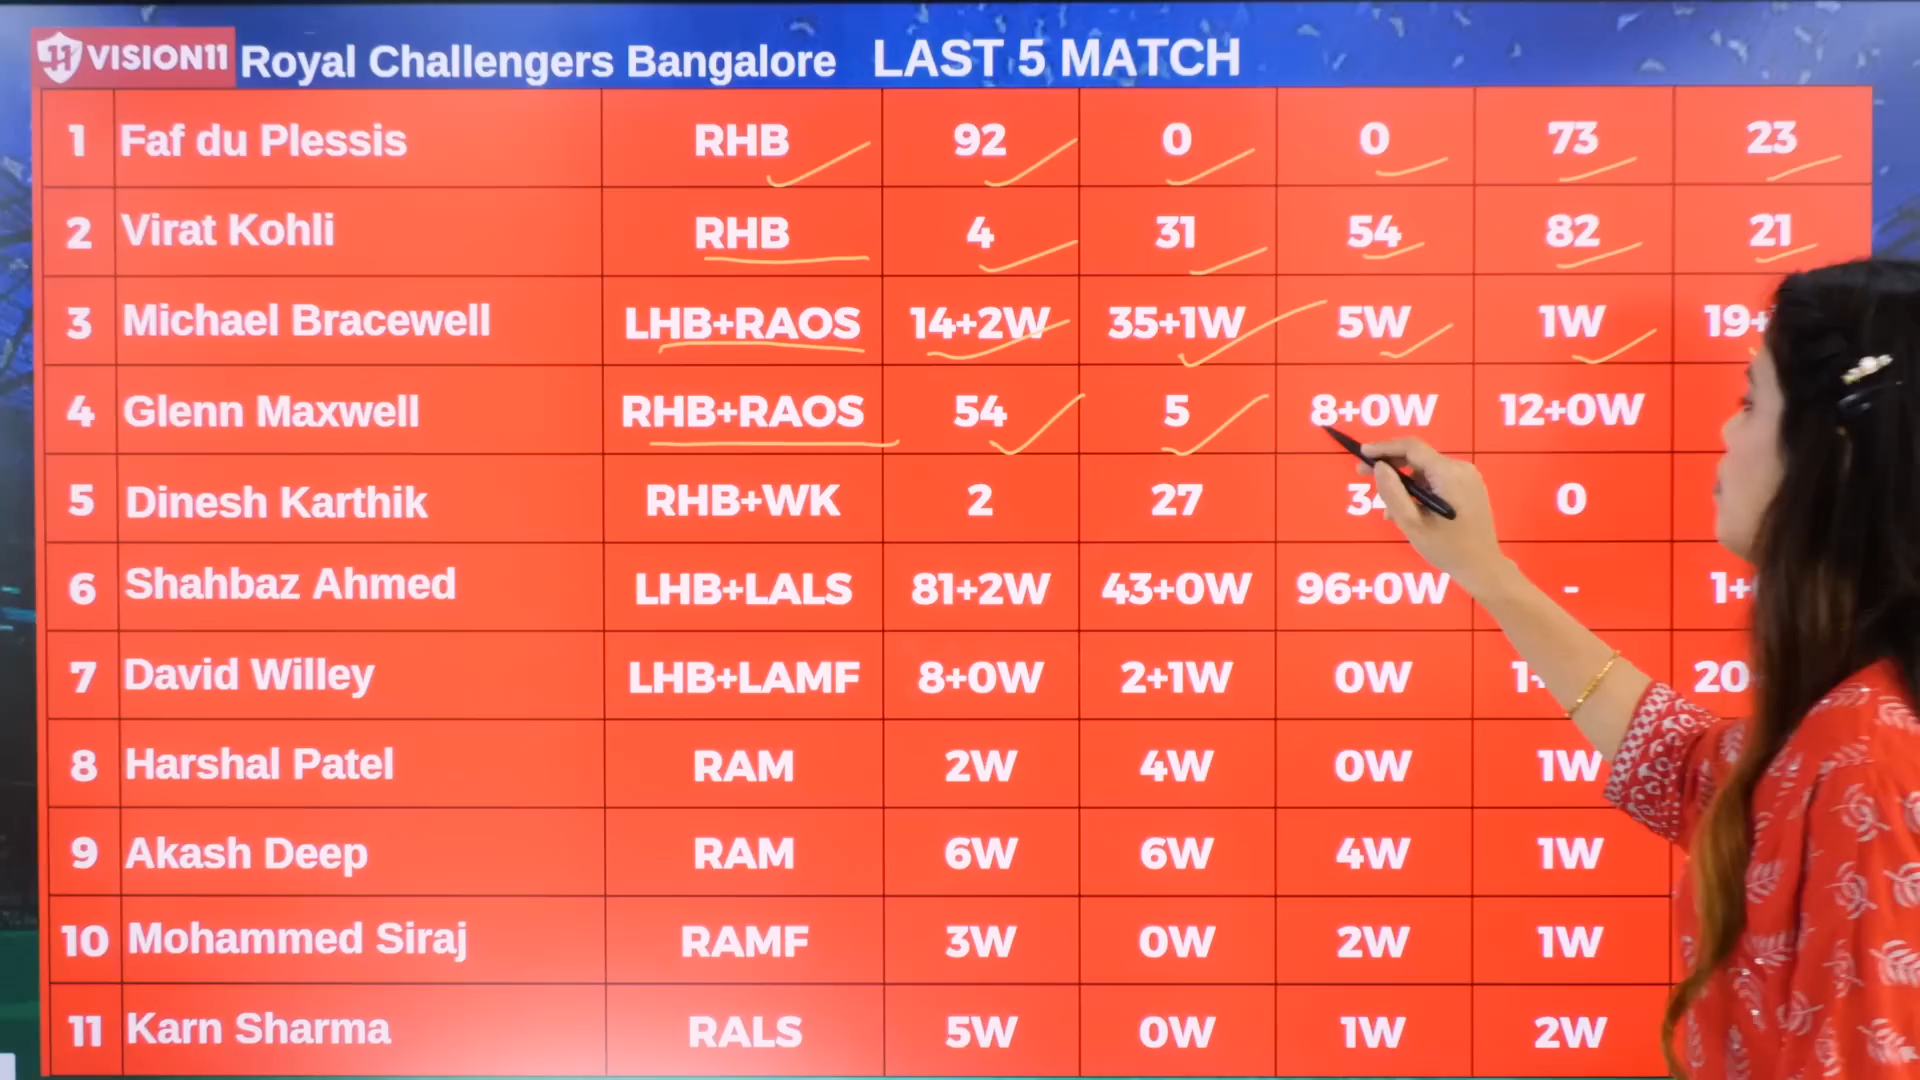 VISION11 Royal Challengers Bangalore LAST 5 MATCH
1 Faf du Plessis RHB 92 0 0 73 23
2 Virat Kohli RHB 4 31 54 82 21
3 Michael Bracewell LHB+RAOS 14+2W 35+1W 5W 1W 19+
4 Glenn Maxwell RHB+RAOS 54 5 8+0W 12+0W
5 Dinesh Karthik RHB+WK 2 27 34 0
6 Shahbaz Ahmed LHB+LALS 81+2W 43+0W 96+0W - 1+
7 David Willey LHB+LAMF 8+0W 2+1W 0W 1+ 20
8 Harshal Patel RAM 2W 4W 0W 1W
9 Akash Deep RAM 6W 6W 4W 1W
10 Mohammed Siraj RAMF 3W 0W 2W 1W
11 Karn Sharma RALS 5W 0W 1W 2W